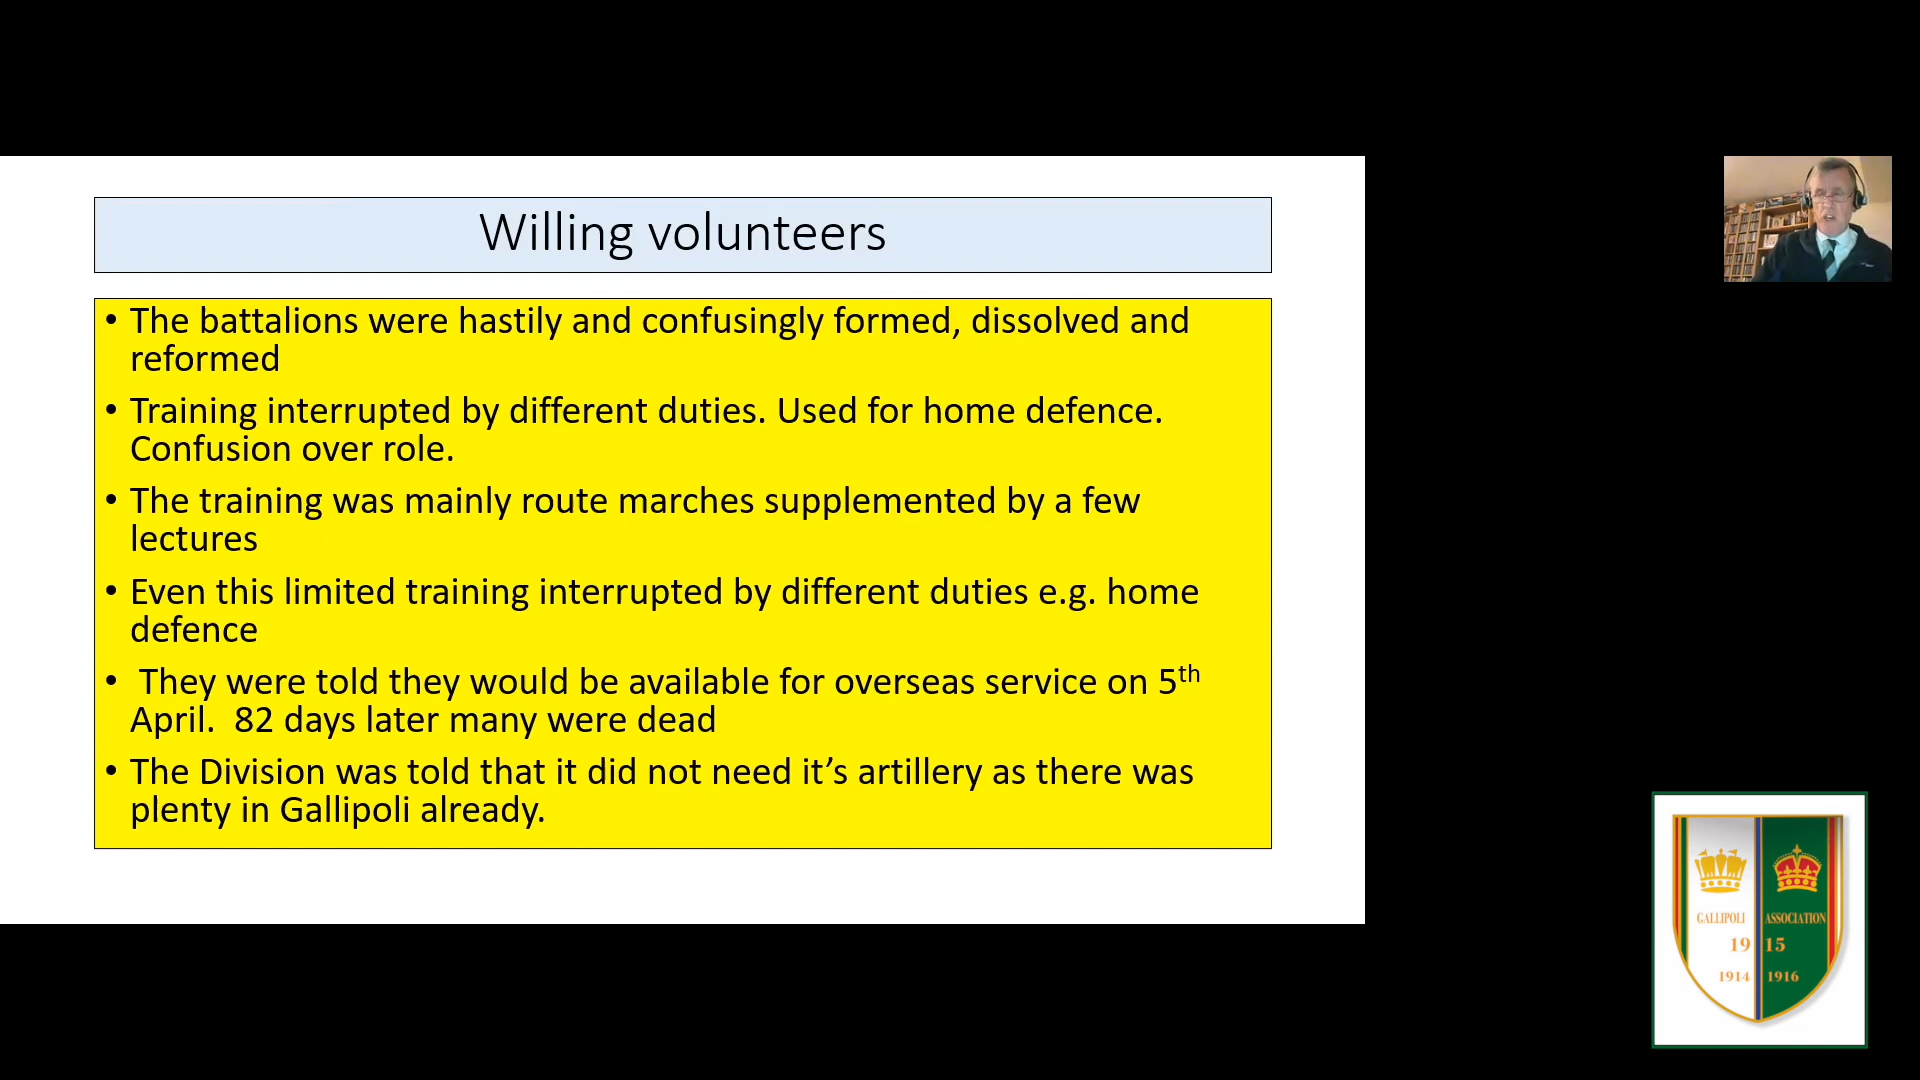 Willing volunteers
• The battalions were hastily and confusingly formed, dissolved and
reformed
• Training interrupted by different duties. Used for home defence.
Confusion over role.
• The training was mainly route marches supplemented by a few
lectures
• Even this limited training interrupted by different duties e.g. home
defence
• They were told they would be available for overseas service on 5th
April. 82 days later many were dead
• The Division was told that it did not need it’s artillery as there was
plenty in Gallipoli already.
GALLIPOLI ASSOCIATION
19 15
1914 1916